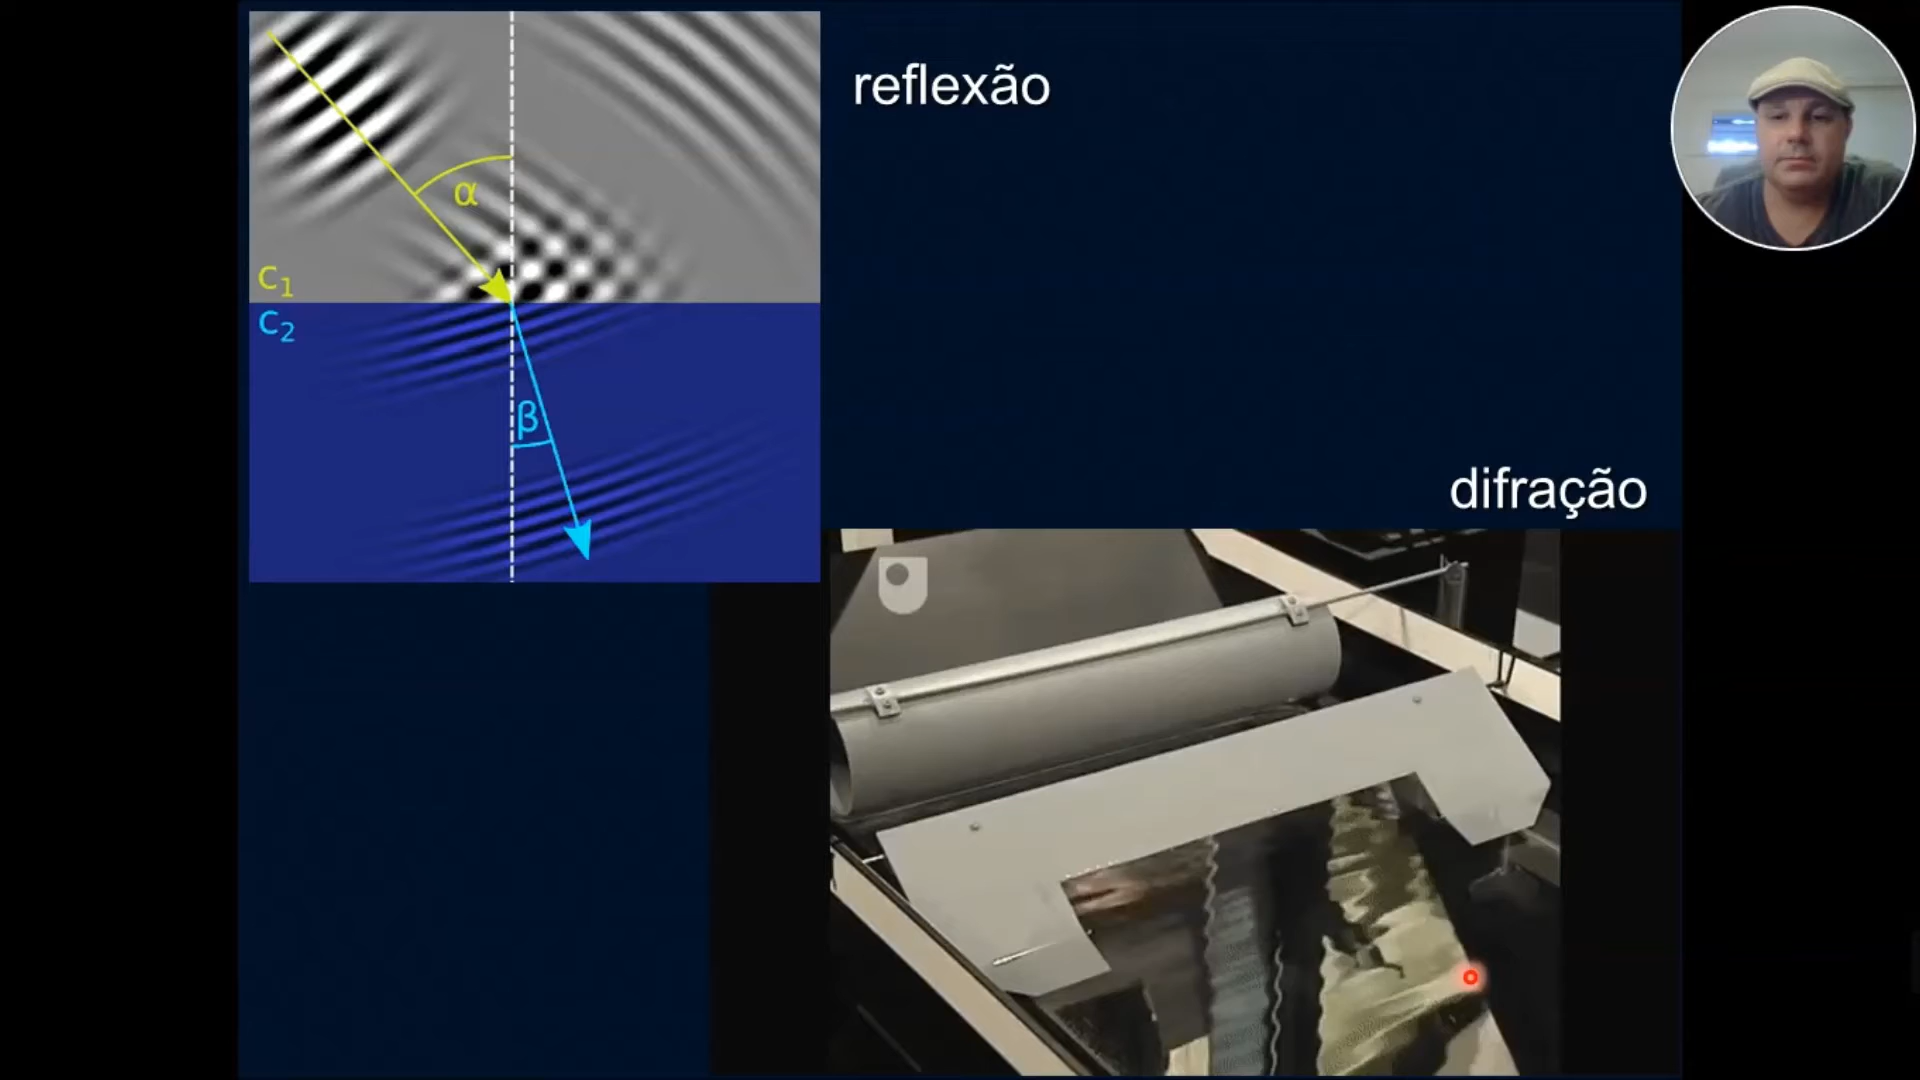 reflexão
α
c₁
c₂
β
difração